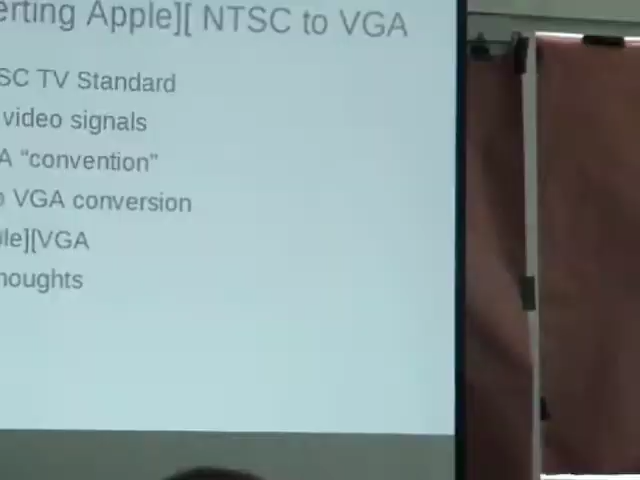 erting Apple][ NTSC to VGA
SC TV Standard
video signals
A “convention”
o VGA conversion
le][VGA
houghts